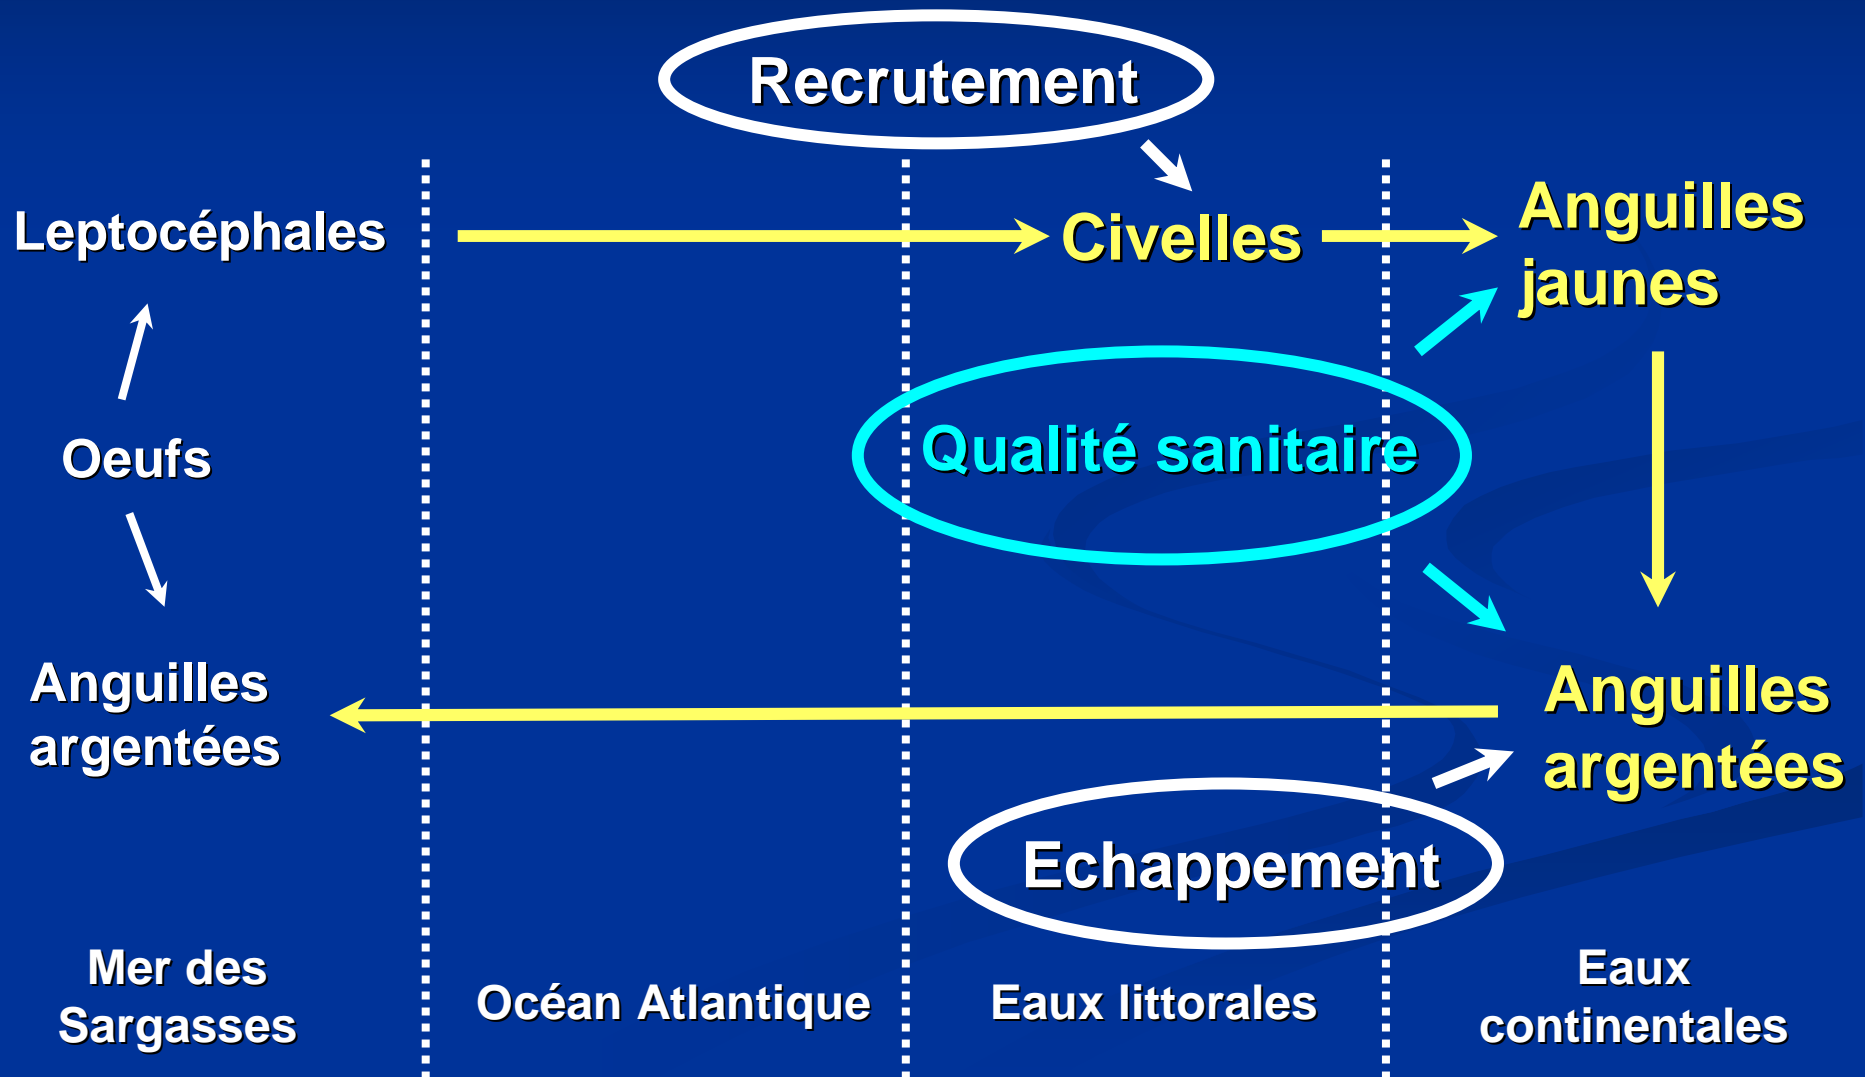 Recrutement
Leptocéphales
Civelles
Anguilles
jaunes
Qualité sanitaire
Oeufs
Anguilles
argentées
Anguilles
argentées
Echappement
Mer des
Sargasses
Océan Atlantique
Eaux littorales
Eaux
continentales